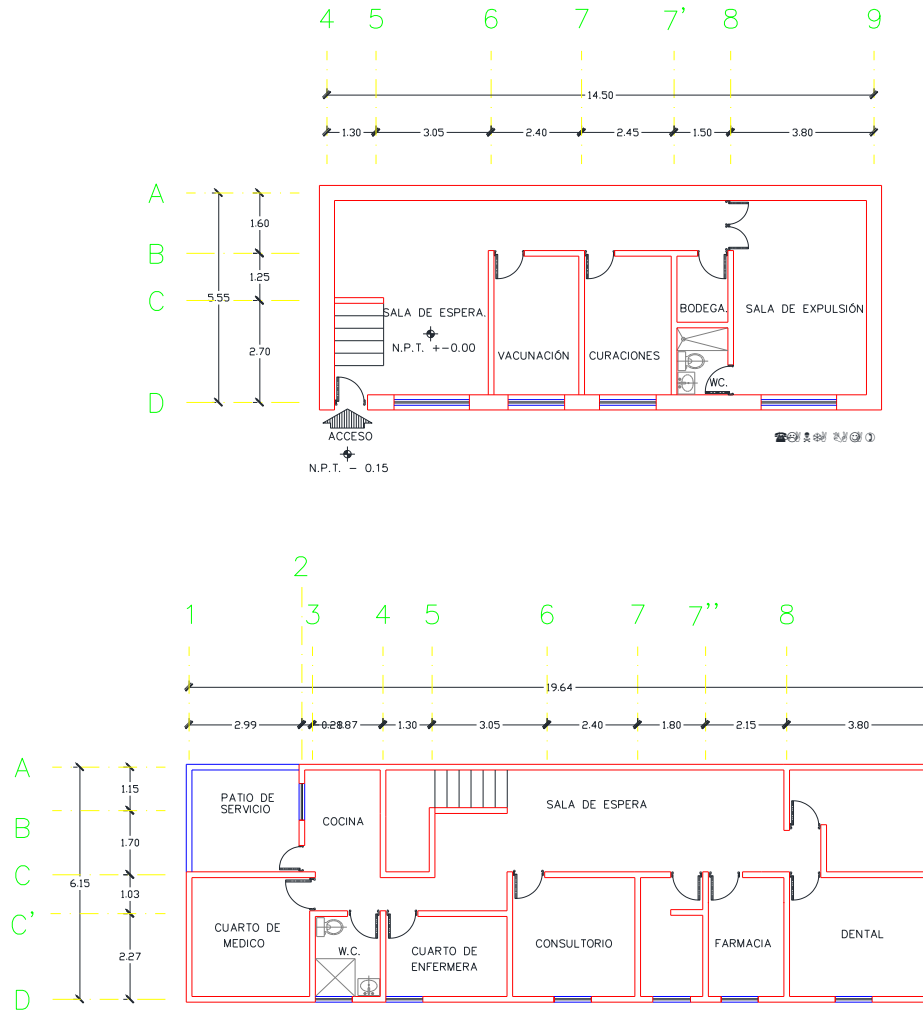 4 5 6 7 7' 8 9
14.50
1.30 3.05 2.40 2.45 1.50 3.80
A
1.60
B
1.25
C
5.55
BODEGA. SALA DE EXPULSIÓN
SALA DE ESPERA.
N.P.T. +-0.00
2.70
VACUNACIÓN CURACIONES
WC.
D
ACCESO
N.P.T. - 0.15
2
1 3 4 5 6 7 7'' 8
19.64
2.99 1.30 3.05 2.40 1.80 2.15 3.80
A
1.15
PATIO DE
SERVICIO
SALA DE ESPERA
COCINA
B
1.70
C
6.15
1.03
C'
CUARTO DE
MEDICO
W.C.
CUARTO DE
ENFERMERA
CONSULTORIO
FARMACIA
DENTAL
2.27
D